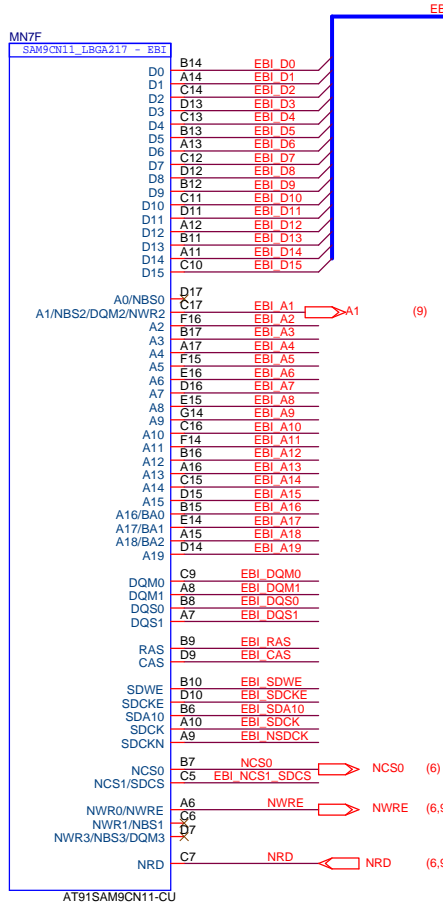 EB
MN7F
SAM9CN11_LBGA217 - EBI
D0 B14 EBI_D0
D1 A14 EBI_D1
D2 C14 EBI_D2
D3 D13 EBI_D3
D4 C13 EBI_D4
D5 B13 EBI_D5
D6 A13 EBI_D6
D7 C12 EBI_D7
D8 D12 EBI_D8
D9 B12 EBI_D9
D10 C11 EBI_D10
D11 D11 EBI_D11
D12 A12 EBI_D12
D13 B11 EBI_D13
D14 A11 EBI_D14
D15 C10 EBI_D15
A0/NBS0 D17
A1/NBS2/DQM2/NWR2 C17 EBI_A1 A1 (9)
A2 F16 EBI_A2
A3 B17 EBI_A3
A4 A17 EBI_A4
A5 F15 EBI_A5
A6 E16 EBI_A6
A7 D16 EBI_A7
A8 E15 EBI_A8
A9 G14 EBI_A9
A10 C16 EBI_A10
A11 F14 EBI_A11
A12 B16 EBI_A12
A13 A16 EBI_A13
A14 C15 EBI_A14
A15 D15 EBI_A15
A16/BA0 B15 EBI_A16
A17/BA1 E14 EBI_A17
A18/BA2 A15 EBI_A18
A19 D14 EBI_A19
DQM0 C9 EBI_DQM0
DQM1 A8 EBI_DQM1
DQS0 B8 EBI_DQS0
DQS1 A7 EBI_DQS1
RAS B9 EBI_RAS
CAS D9 EBI_CAS
SDWE B10 EBI_SDWE
SDCKE D10 EBI_SDCKE
SDA10 B6 EBI_SDA10
SDCK A10 EBI_SDCK
SDCKN A9 EBI_NSDCK
NCS0 B7 NCS0 NCS0 (6)
NCS1/SDCS C5 EBI_NCS1_SDCS
NWR0/NWRE A6 NWRE NWRE (6,9
NWR1/NBS1 C6
NWR3/NBS3/DQM3 D7
NRD C7 NRD NRD (6,9
AT91SAM9CN11-CU